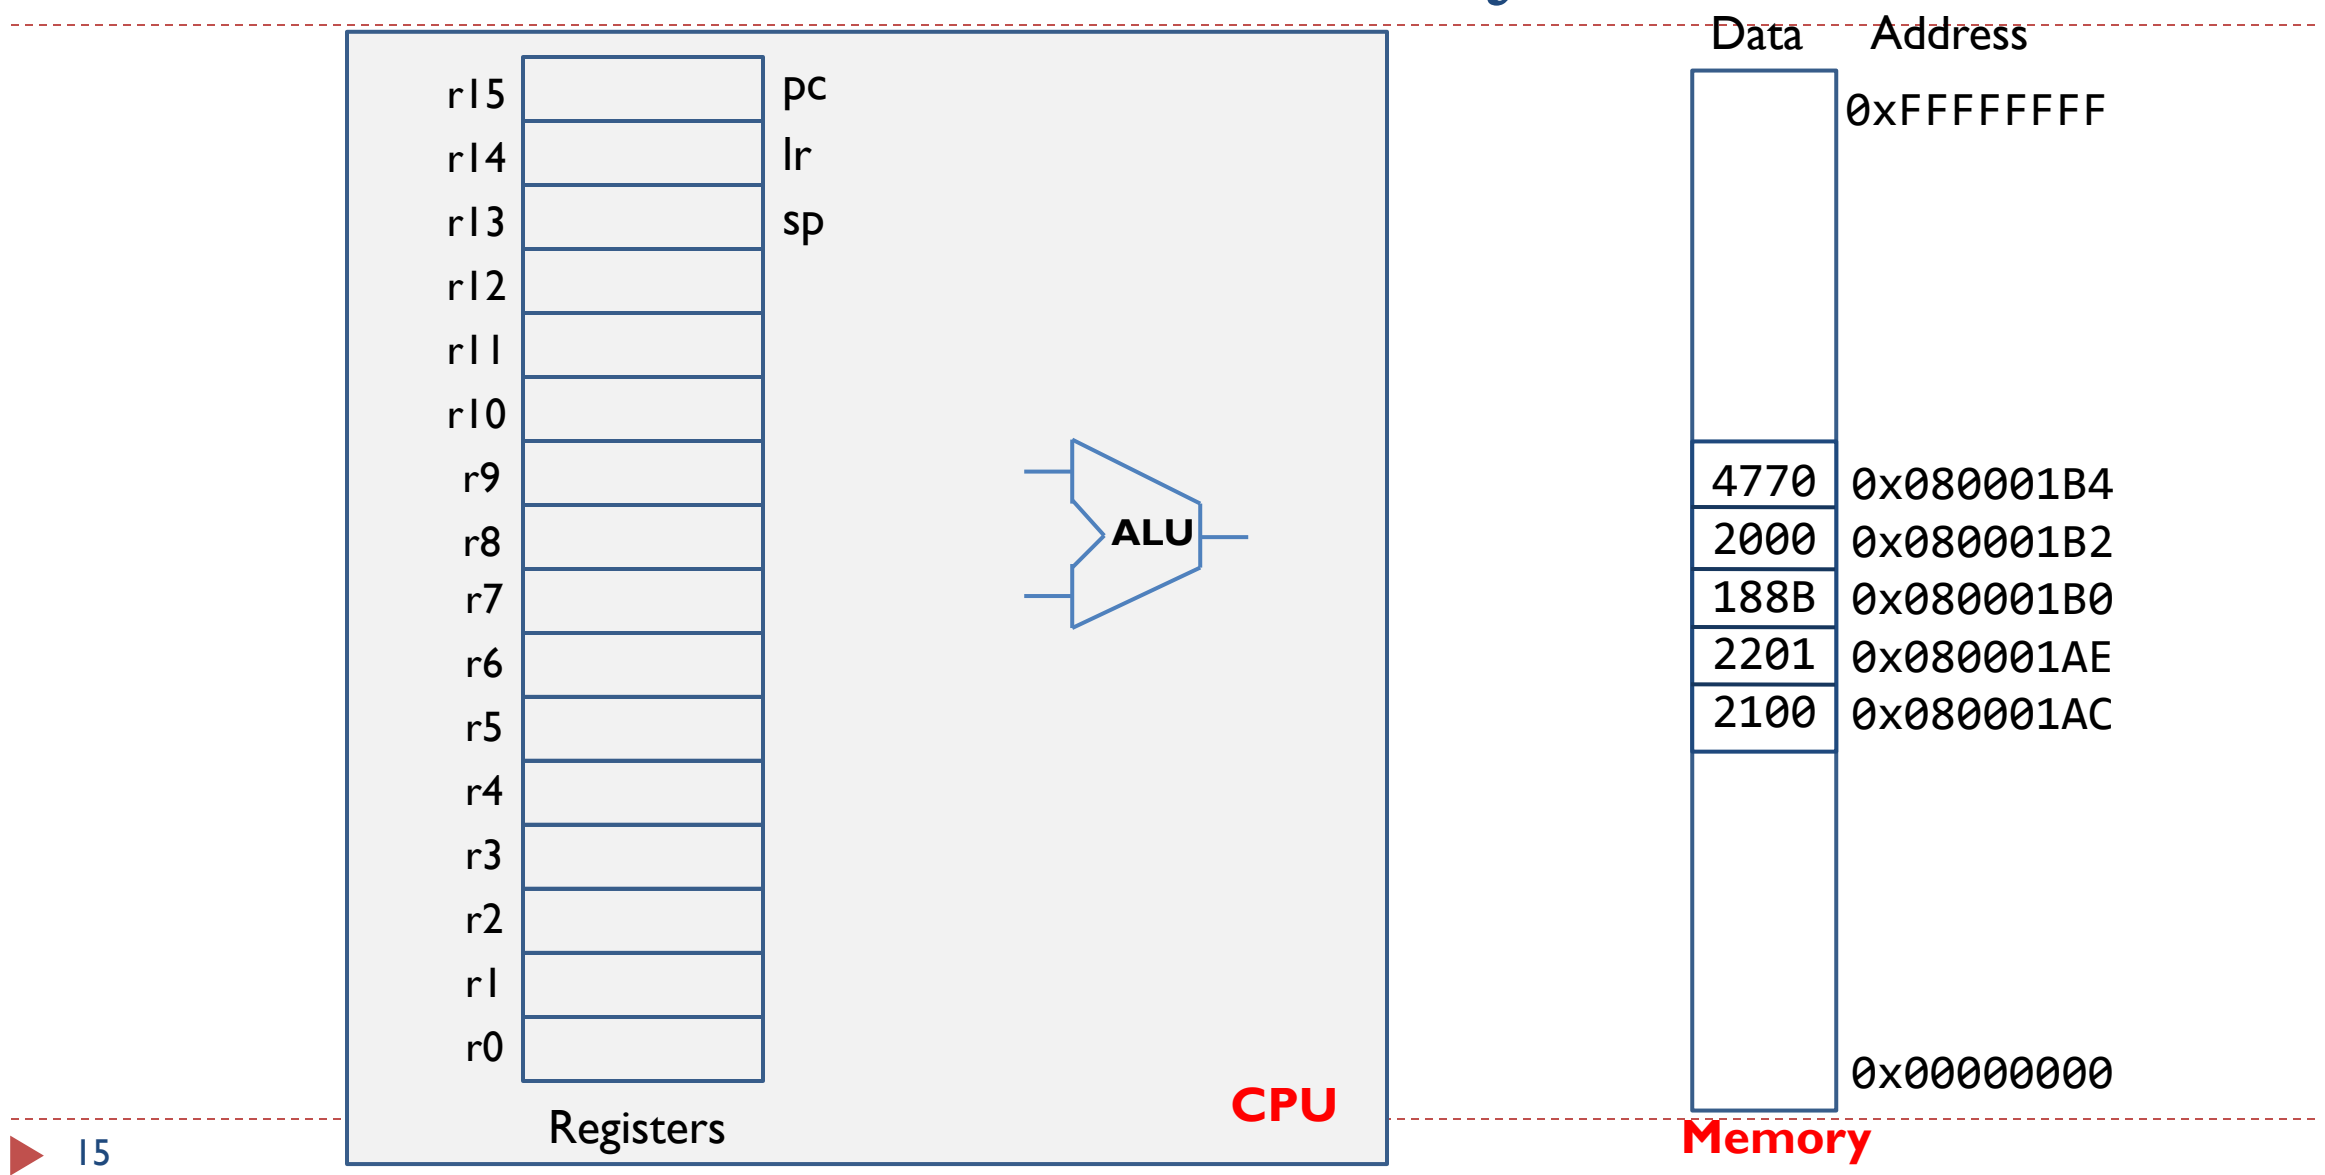 Data Address
r15 pc
0xFFFFFFFF
r14 lr
r13 sp
r12
r11
r10
r9
4770 0x080001B4
r8
ALU
2000 0x080001B2
r7
188B 0x080001B0
r6
2201 0x080001AE
r5
2100 0x080001AC
r4
r3
r2
r1
r0
0x00000000
CPU
Registers
Memory
15